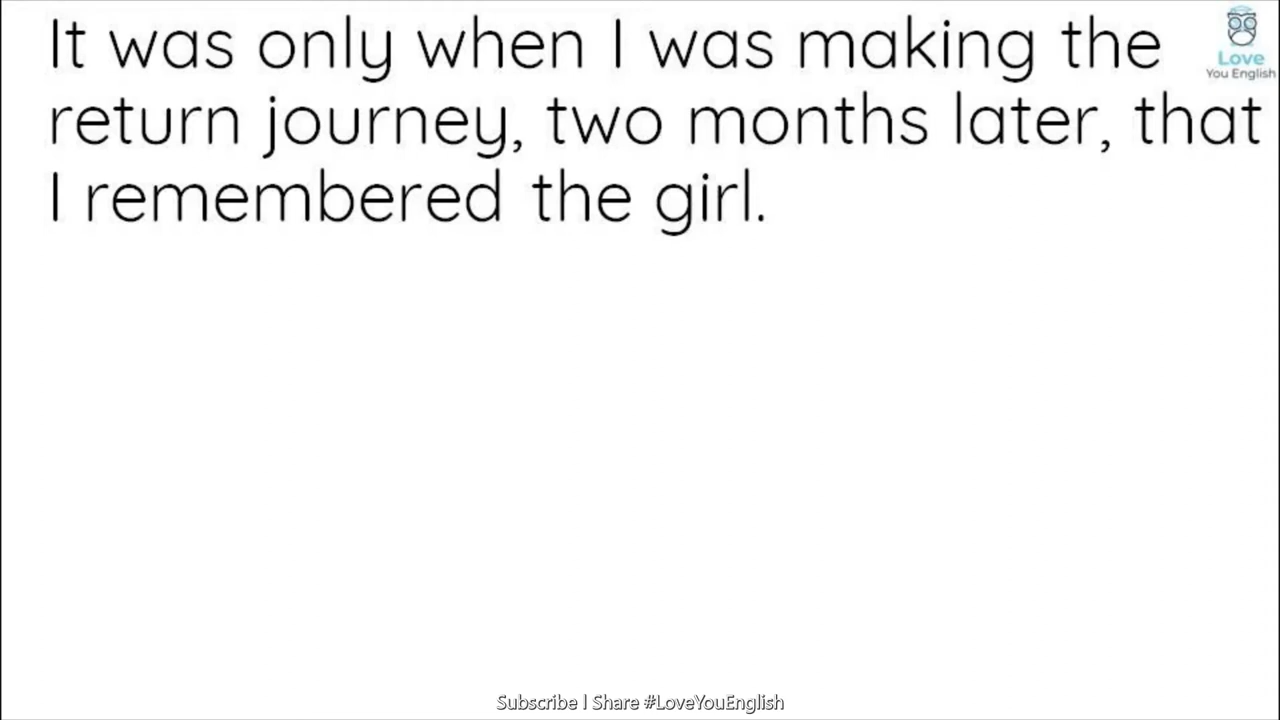 It was only when I was making the
return journey, two months later, that
I remembered the girl.
Love
You English
Subscribe | Share #LoveYouEnglish